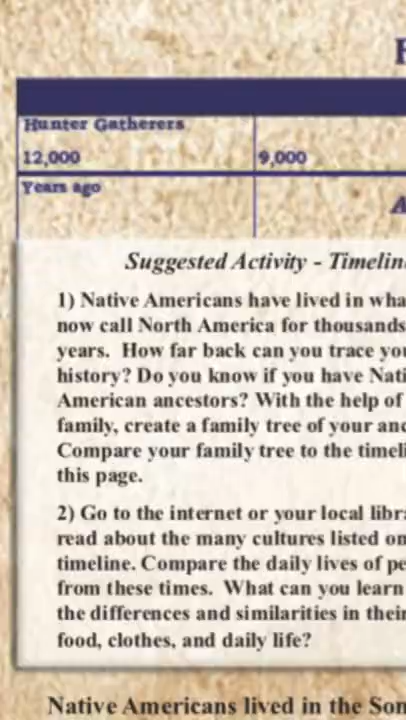 Hunter Gatherers
12,000 9,000
Years ago
Suggested Activity - Timelin
1) Native Americans have lived in wha
now call North America for thousands
years. How far back can you trace you
history? Do you know if you have Nati
American ancestors? With the help of
family, create a family tree of your anc
Compare your family tree to the timeli
this page.
2) Go to the internet or your local libra
read about the many cultures listed on
timeline. Compare the daily lives of pe
from these times. What can you learn
the differences and similarities in their
food, clothes, and daily life?
Native Americans lived in the Son